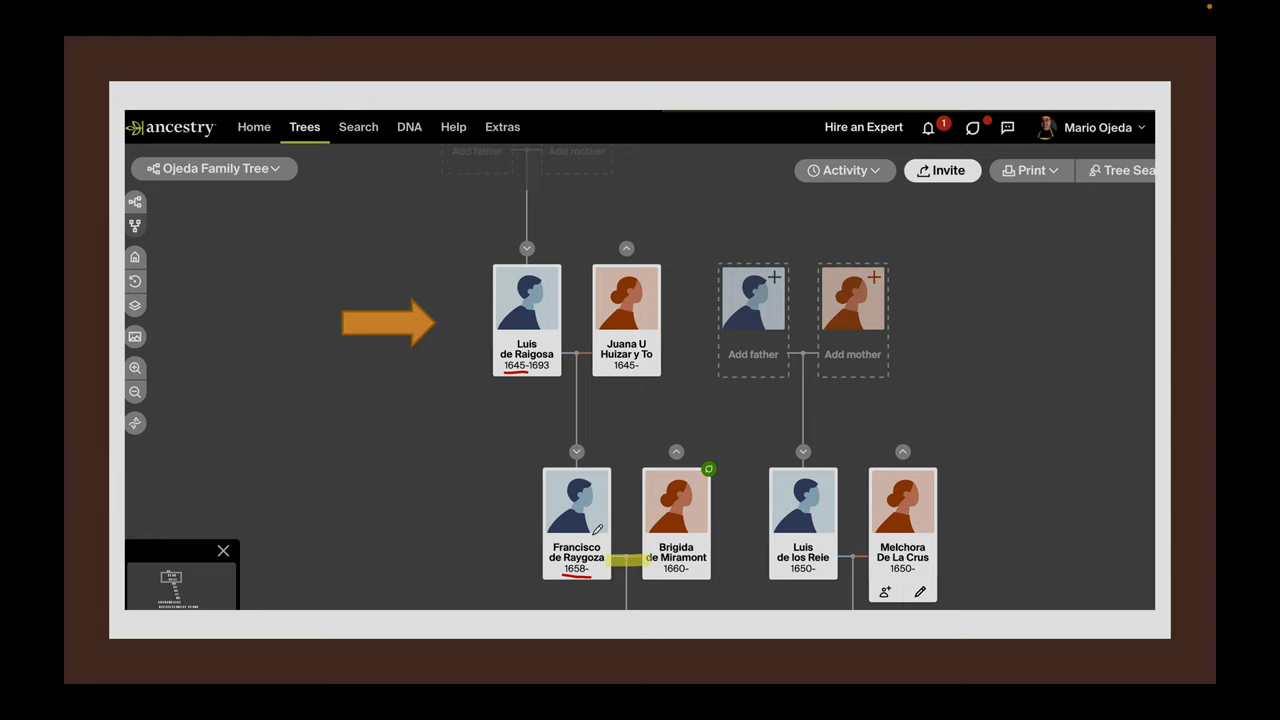 ancestry
Home
Trees
Search
DNA
Help
Extras
Hire an Expert
1
Mario Ojeda
Add father
Add mother
Ojeda Family Tree
Activity
Invite
Print
Tree Sea
Luis
de Raigosa
1645-1693
Juana U
Huizar y To
1645-
Add father
Add mother
Francisco
de Raygoza
1658-
Brigida
de Miramont
1660-
Luis
de los Reie
1650-
Melchora
De La Crus
1650-